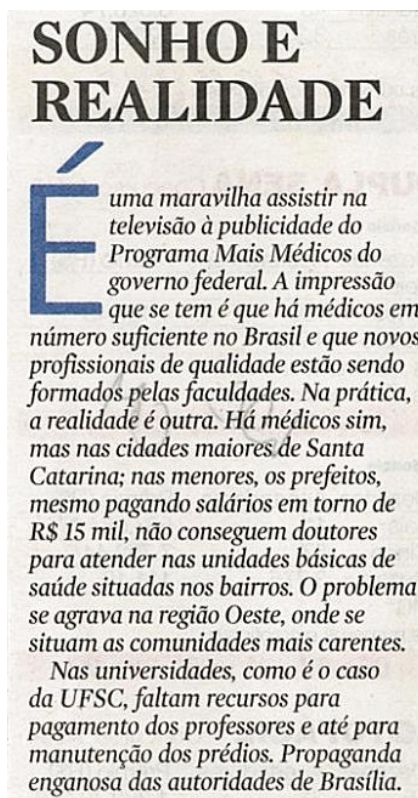 SONHO E
REALIDADE
É uma maravilha assistir na
televisão à publicidade do
Programa Mais Médicos do
governo federal. A impressão
que se tem é que há médicos em
número suficiente no Brasil e que novos
profissionais de qualidade estão sendo
formados pelas faculdades. Na prática,
a realidade é outra. Há médicos sim,
mas nas cidades maiores de Santa
Catarina; nas menores, os prefeitos,
mesmo pagando salários em torno de
R$ 15 mil, não conseguem doutores
para atender nas unidades básicas de
saúde situadas nos bairros. O problema
se agrava na região Oeste, onde se
situam as comunidades mais carentes.
Nas universidades, como é o caso
da UFSC, faltam recursos para
pagamento dos professores e até para
manutenção dos prédios. Propaganda
enganosa das autoridades de Brasília.